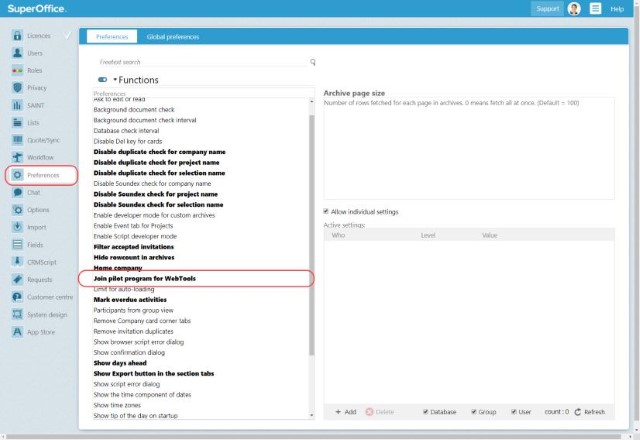 SuperOffice.
Support
Help
Licences
Users
Roles
Privacy
SAINT
Lists
Quote/Sync
Workflow
Preferences
Chat
Options
Import
Fields
CRMScript
Requests
Customer centre
System design
App Store
Preferences
Global preferences
Freetext search
Functions
Preferences
Ask to edit or read
Background document check
Background document check interval
Database check interval
Disable Del key for cards
Disable duplicate check for company name
Disable duplicate check for project name
Disable duplicate check for selection name
Disable Soundex check for company name
Disable Soundex check for project name
Disable Soundex check for selection name
Enable developer mode for custom archives
Enable Event tab for Projects
Enable Script developer mode
Filter accepted invitations
Hide rowcount in archives
Home company
Join pilot program for WebTools
Limit for auto-loading
Mark overdue activities
Participants from group view
Remove Company card corner tabs
Remove invitation duplicates
Show browser script error dialog
Show confirmation dialog
Show days ahead
Show Export button in the section tabs
Show script error dialog
Show the time component of dates
Show time zones
Show tip of the day on startup
Archive page size
Number of rows fetched for each page in archives. 0 means fetch all at once. (Default = 100)
Allow individual settings
Active settings:
Who Level Value
+ Add Delete Database Group User count : 0 Refresh